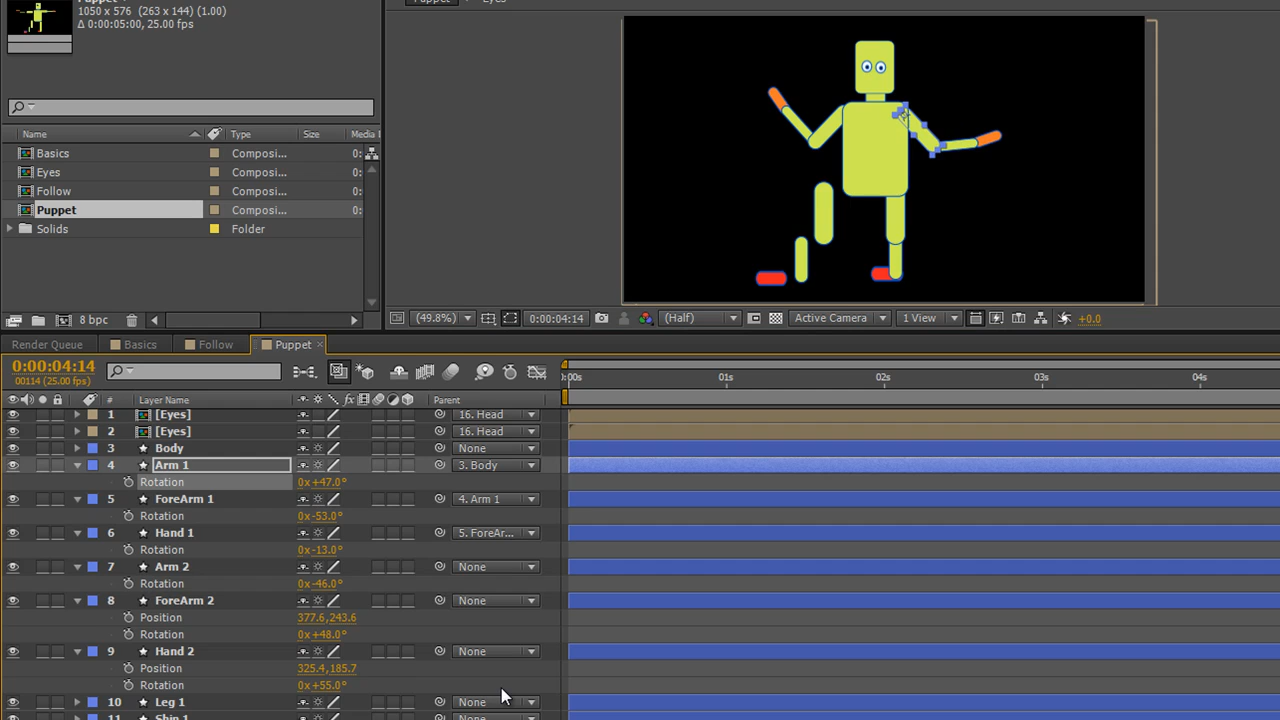 1050 x 576 (263 x 144) (1.00)
Δ 0:00:05:00, 25.00 fps
Name Type Size Media
Basics Composi... 0:
Eyes Composi... 0:
Follow Composi... 0:
Puppet Composi... 0:
Solids Folder
8 bpc
(49.8%) 0:00:04:14 (Half) Active Camera 1 View +0.0
Render Queue Basics Follow Puppet ×
0:00:04:14
00114 (25.00 fps)
:00s 01s 02s 03s 04s
# Layer Name fx Parent
1 [Eyes] 16. Head
2 [Eyes] 16. Head
3 Body None
4 Arm 1 3. Body
Rotation 0x+47.0°
5 ForeArm 1 4. Arm 1
Rotation 0x-53.0°
6 Hand 1 5. ForeAr...
Rotation 0x-13.0°
7 Arm 2 None
Rotation 0x-46.0°
8 ForeArm 2 None
Position 377.6,243.6
Rotation 0x+48.0°
9 Hand 2 None
Position 325.4,185.7
Rotation 0x+55.0°
10 Leg 1 None